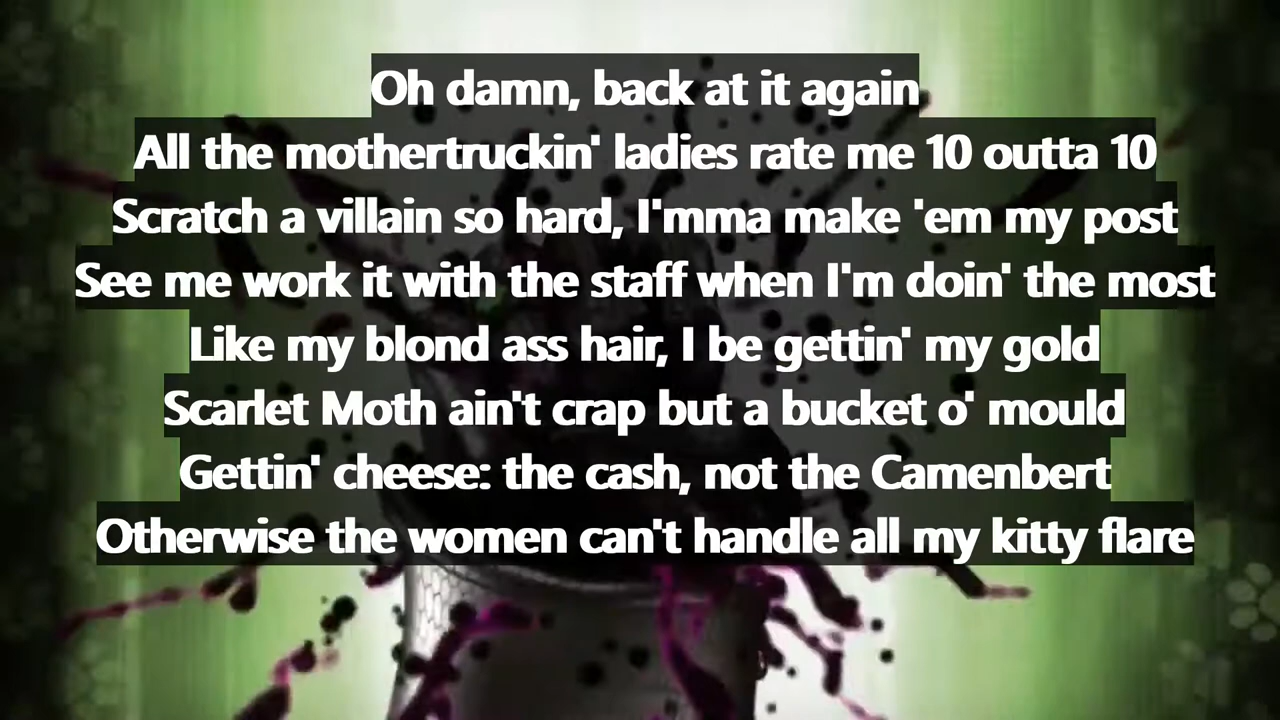 Oh damn, back at it again
All the mothertruckin' ladies rate me 10 outta 10
Scratch a villain so hard, I'mma make 'em my post
See me work it with the staff when I'm doin' the most
Like my blond ass hair, I be gettin' my gold
Scarlet Moth ain't crap but a bucket o' mould
Gettin' cheese: the cash, not the Camenbert
Otherwise the women can't handle all my kitty flare